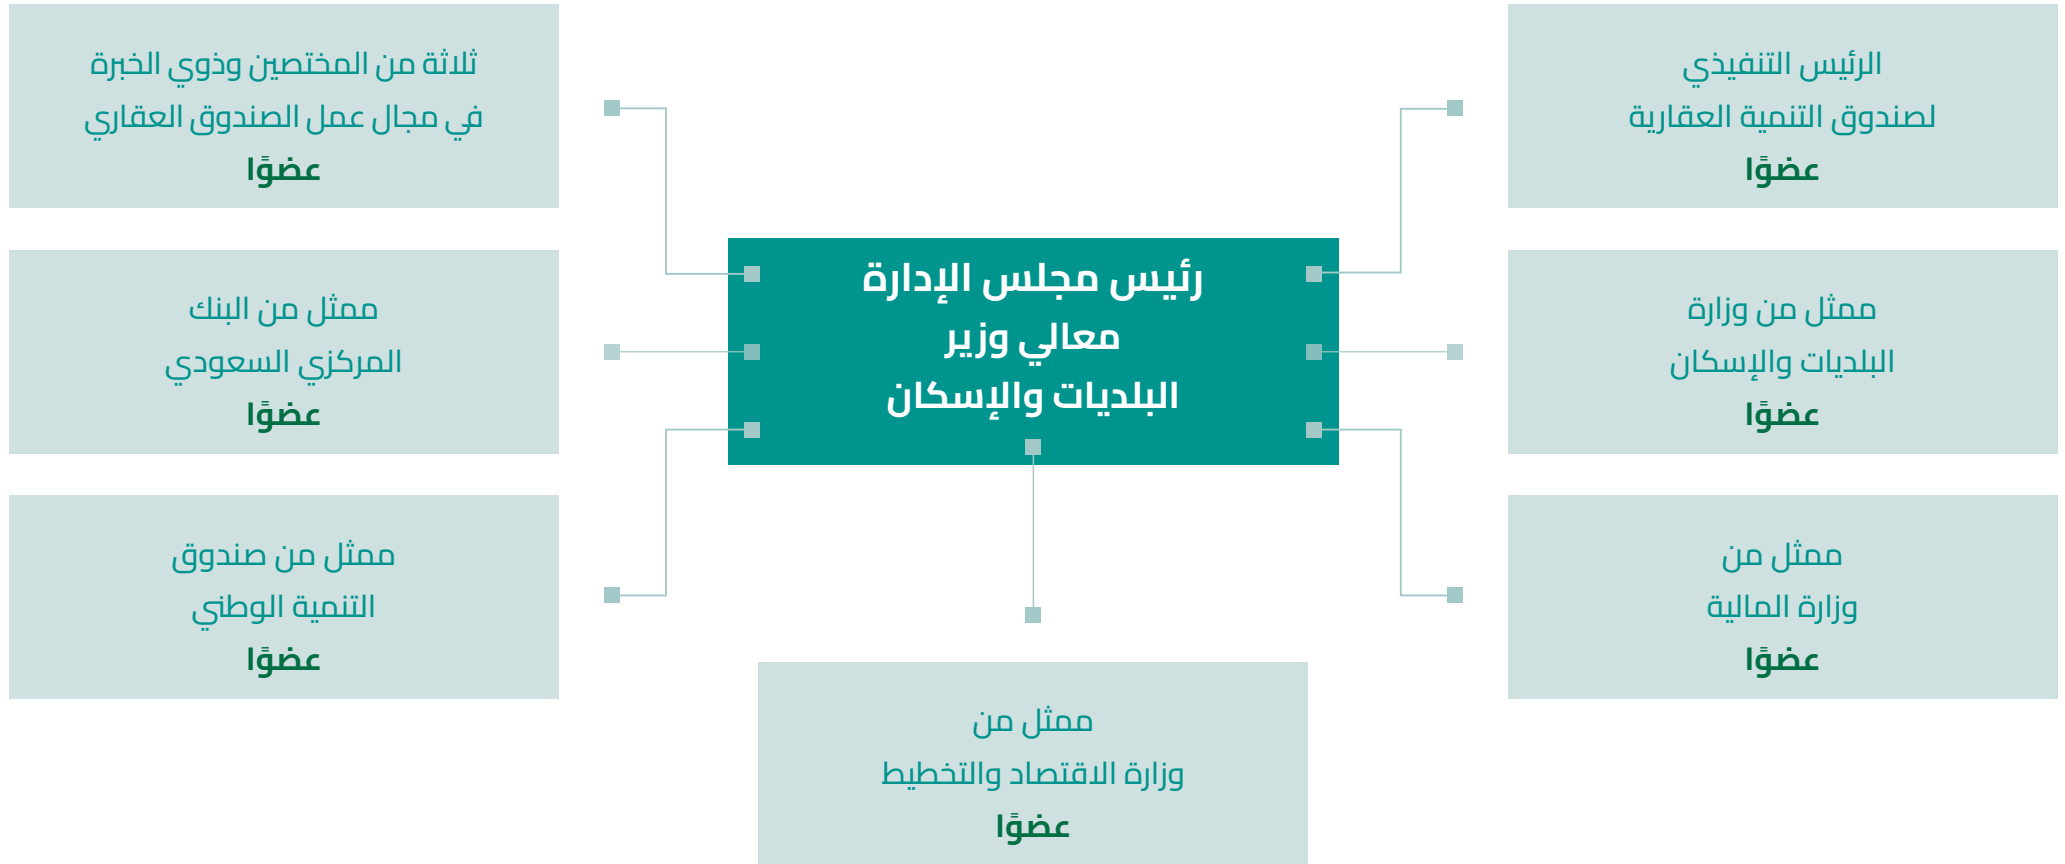 رئيس مجلس الإدارة
معالي وزير
البلديات والإسكان
الرئيس التنفيذي
لصندوق التنمية العقارية
عضوًا
ممثل من وزارة
البلديات والإسكان
عضوًا
ممثل من
وزارة المالية
عضوًا
ثلاثة من المختصين وذوي الخبرة
في مجال عمل الصندوق العقاري
عضوًا
ممثل من البنك
المركزي السعودي
عضوًا
ممثل من صندوق
التنمية الوطني
عضوًا
ممثل من
وزارة الاقتصاد والتخطيط
عضوًا